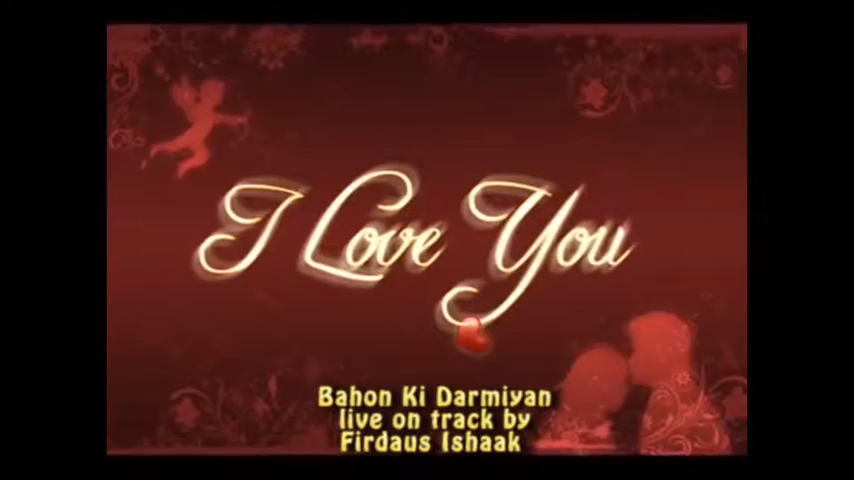 I Love You
Bahon Ki Darmiyan
live on track by
Firdaus Ishaak